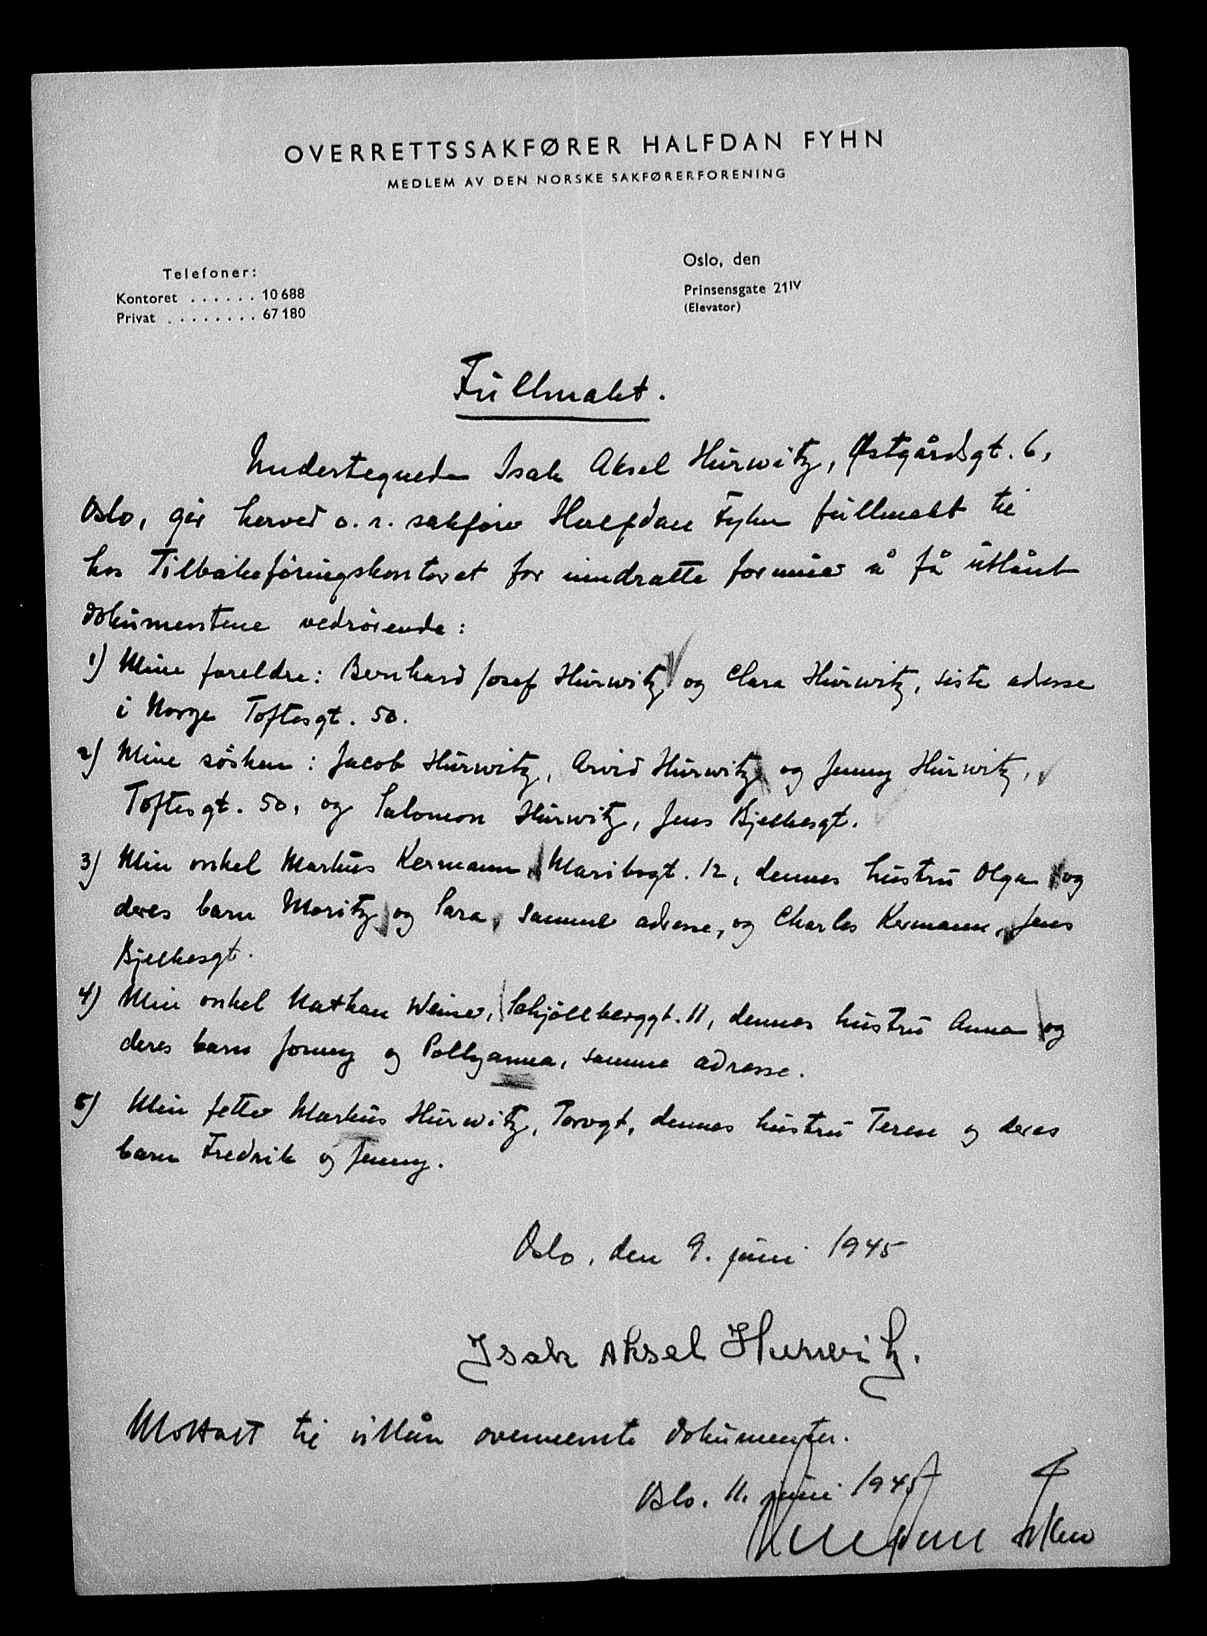 OVERRETTSSAKFØRER HALFDAN FYHN
MEDLEM AV DEN NORSKE SAKFØRERFORENING
Telefoner:
Kontoret ...... 10688
Privat ........ 67180
Oslo, den
Prinsensgate 21IV
(Elevator)
Fullmakt.
Undertegnede Isak Aksel Hurwitz, Østgårdsgt. 6,
Oslo, gir herved o.r. sakfører Halfdan Fyhn fullmakt til
hos Tilbakeføringskontoret for inndratte formuer å få utlånt
dokumentene vedrørende:
1) Mine foreldre: Bernhard Josef Hurwitz og Clara Hurwitz, siste adresse
i Norge Toftesgt. 50.
2) Mine søsken: Jacob Hurwitz, Arvid Hurwitz og Jenny Hurwitz,
Toftesgt. 50, og Salomon Hurwitz, Jens Bjelkesgt.
3) Min onkel Markus Kermann, Maribogt. 12, dennes hustru Olga og
deres barn Moritz og Sara, samme adresse, og Charles Kermann, Jens
Bjelkesgt.
4) Min onkel Nathan Weiner, Schjøllberggt. 11, dennes hustru Anna og
deres barn Jonny og Pollyanna, samme adresse.
5) Min fetter Markus Hurwitz, Torvgt, dennes hustru Terese og deres
barn Fredrik og Jenny.
Oslo, den 9. juni 1945
Isak Aksel Hurwitz.
Mottatt til utlån ovennevnte dokumenter.
Oslo. 11. juni 1945
Halfdan Fyhn